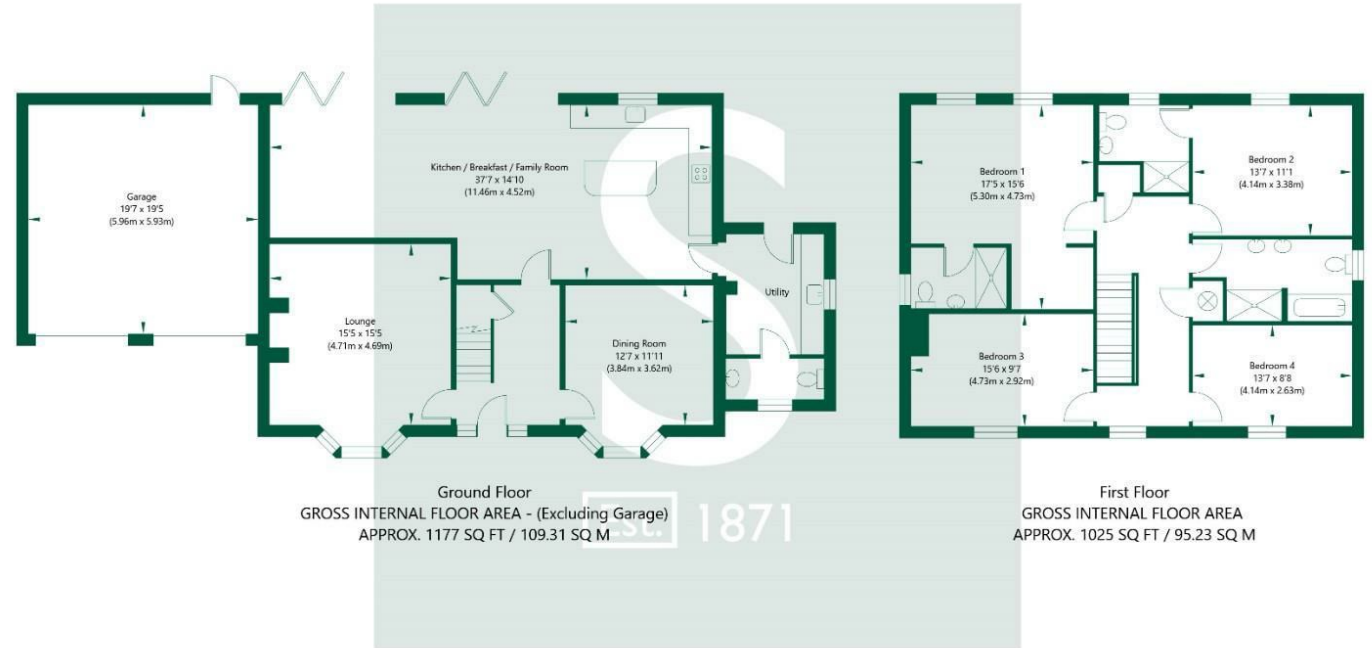 Garage
19'7 x 19'5
(5.96m x 5.93m)
Kitchen / Breakfast / Family Room
37'7 x 14'10
(11.46m x 4.52m)
Lounge
15'5 x 15'5
(4.71m x 4.69m)
Dining Room
12'7 x 11'11
(3.84m x 3.62m)
Utility
Ground Floor
GROSS INTERNAL FLOOR AREA - (Excluding Garage)
APPROX. 1177 SQ FT / 109.31 SQ M
Bedroom 1
17'5 x 15'6
(5.30m x 4.73m)
Bedroom 2
13'7 x 11'1
(4.14m x 3.38m)
Bedroom 3
15'6 x 9'7
(4.73m x 2.92m)
Bedroom 4
13'7 x 8'8
(4.14m x 2.63m)
First Floor
GROSS INTERNAL FLOOR AREA
APPROX. 1025 SQ FT / 95.23 SQ M
S
Est. 1871